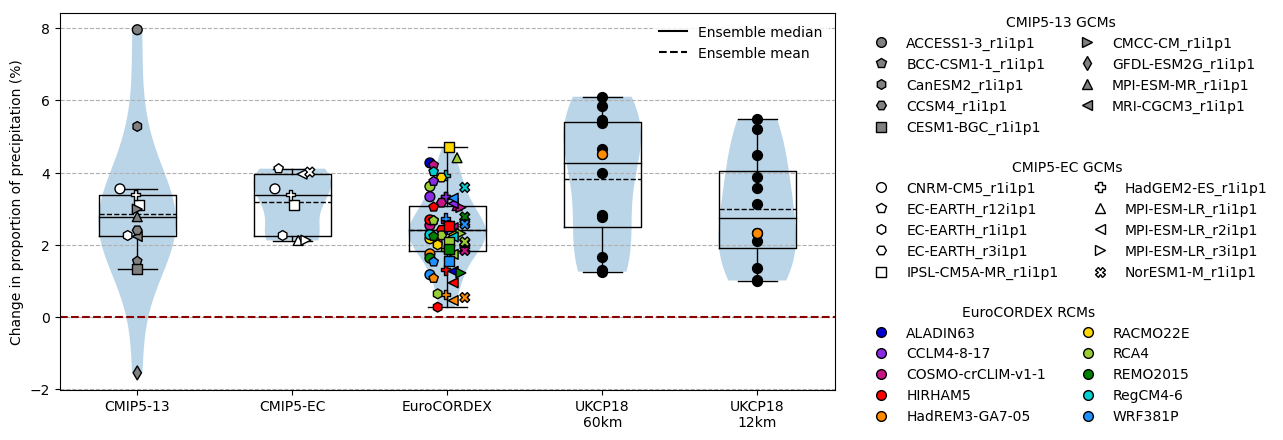 Change in proportion of precipitation (%)
8
6
4
2
0
−2
Ensemble median
Ensemble mean
CMIP5-13
CMIP5-EC
EuroCORDEX
UKCP18
60km
UKCP18
12km
CMIP5-13 GCMs
ACCESS1-3_r1i1p1
BCC-CSM1-1_r1i1p1
CanESM2_r1i1p1
CCSM4_r1i1p1
CESM1-BGC_r1i1p1
CMCC-CM_r1i1p1
GFDL-ESM2G_r1i1p1
MPI-ESM-MR_r1i1p1
MRI-CGCM3_r1i1p1
CMIP5-EC GCMs
CNRM-CM5_r1i1p1
EC-EARTH_r12i1p1
EC-EARTH_r1i1p1
EC-EARTH_r3i1p1
IPSL-CM5A-MR_r1i1p1
HadGEM2-ES_r1i1p1
MPI-ESM-LR_r1i1p1
MPI-ESM-LR_r2i1p1
MPI-ESM-LR_r3i1p1
NorESM1-M_r1i1p1
EuroCORDEX RCMs
ALADIN63
CCLM4-8-17
COSMO-crCLIM-v1-1
HIRHAM5
HadREM3-GA7-05
RACMO22E
RCA4
REMO2015
RegCM4-6
WRF381P